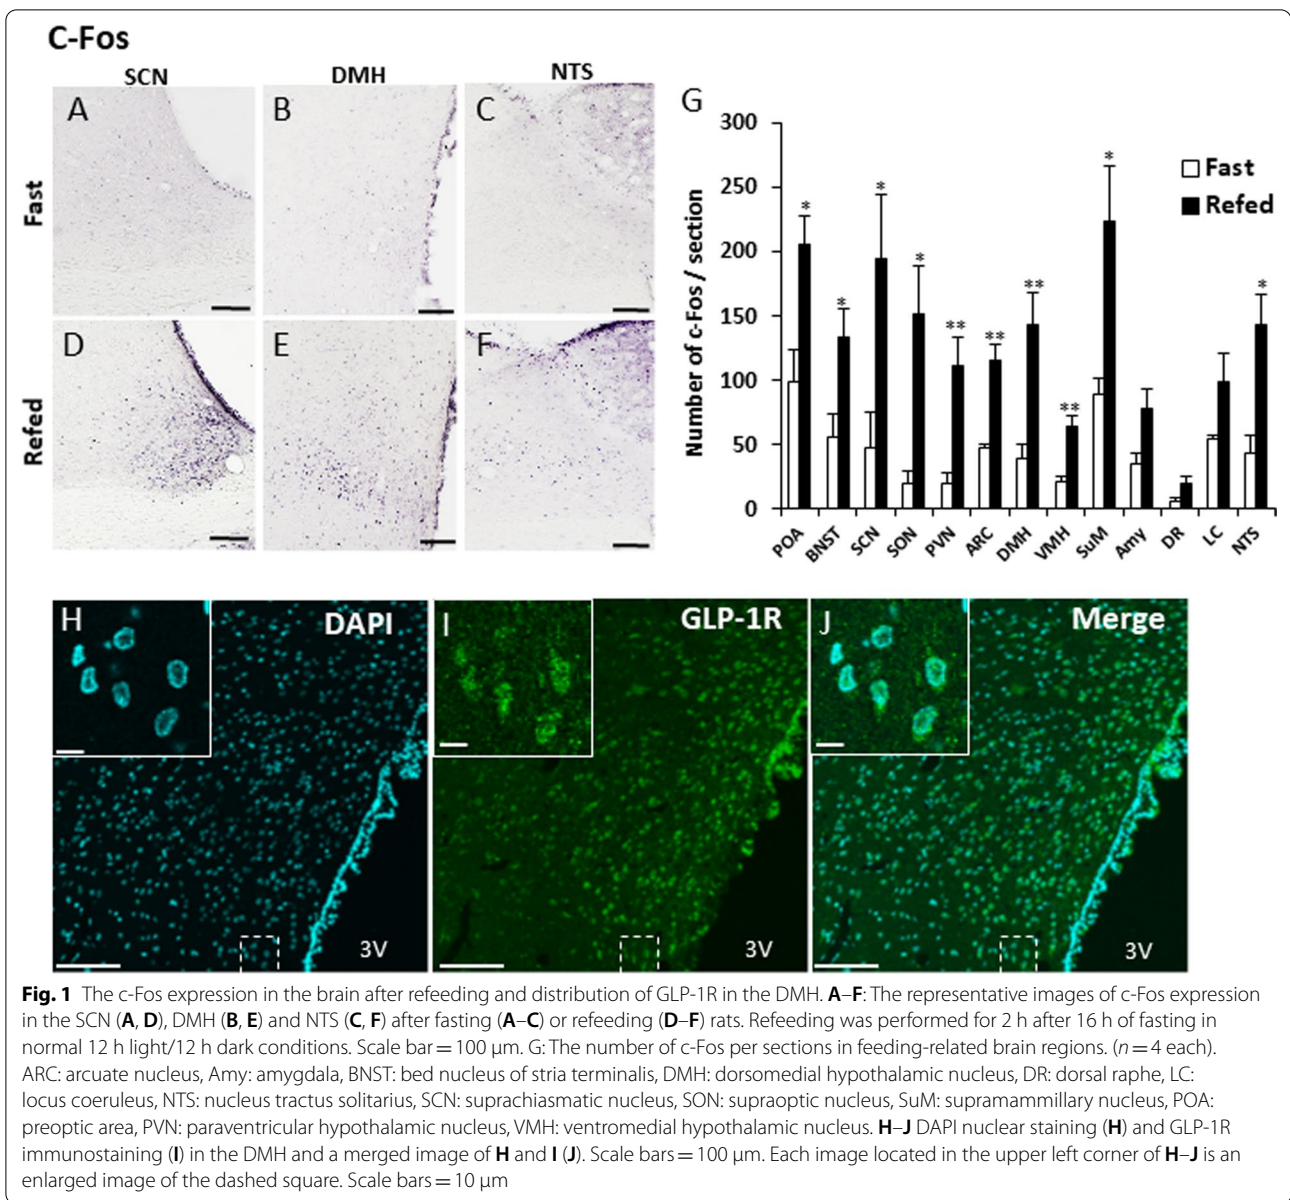 C-Fos
SCN
DMH
NTS
Fast
A
B
C
Refed
D
E
F
G
Number of c-Fos / section
300
250
200
150
100
50
0
Fast
Refed
*
*
*
*
**
**
**
**
*
*
POA
BNST
SCN
SON
PVN
ARC
DMH
VMH
SuM
Amy
DR
LC
NTS
H
DAPI
3V
I
GLP-1R
3V
J
Merge
3V
Fig. 1 The c-Fos expression in the brain after refeeding and distribution of GLP-1R in the DMH. A–F: The representative images of c-Fos expression
in the SCN (A, D), DMH (B, E) and NTS (C, F) after fasting (A–C) or refeeding (D–F) rats. Refeeding was performed for 2 h after 16 h of fasting in
normal 12 h light/12 h dark conditions. Scale bar = 100 μm. G: The number of c-Fos per sections in feeding-related brain regions. (n = 4 each).
ARC: arcuate nucleus, Amy: amygdala, BNST: bed nucleus of stria terminalis, DMH: dorsomedial hypothalamic nucleus, DR: dorsal raphe, LC:
locus coeruleus, NTS: nucleus tractus solitarius, SCN: suprachiasmatic nucleus, SON: supraoptic nucleus, SuM: supramammillary nucleus, POA:
preoptic area, PVN: paraventricular hypothalamic nucleus, VMH: ventromedial hypothalamic nucleus. H–J DAPI nuclear staining (H) and GLP-1R
immunostaining (I) in the DMH and a merged image of H and I (J). Scale bars = 100 μm. Each image located in the upper left corner of H–J is an
enlarged image of the dashed square. Scale bars = 10 μm